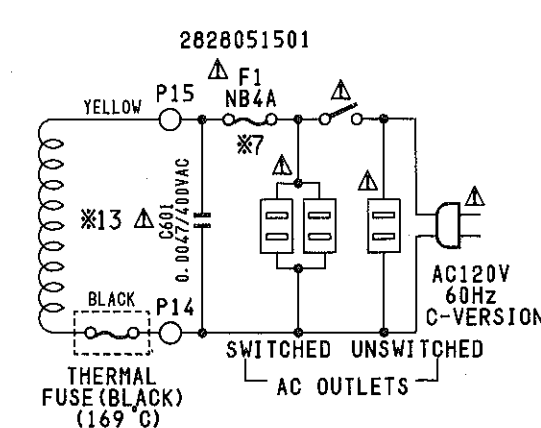 2828051501
⚠ F1
NB4A
YELLOW P15
※7
※13 ⚠
C601
0.0047/400VAC
BLACK P14
AC120V
60Hz
C-VERSION
SWITCHED UNSWITCHED
AC OUTLETS
THERMAL
FUSE(BLACK)
(169°C)